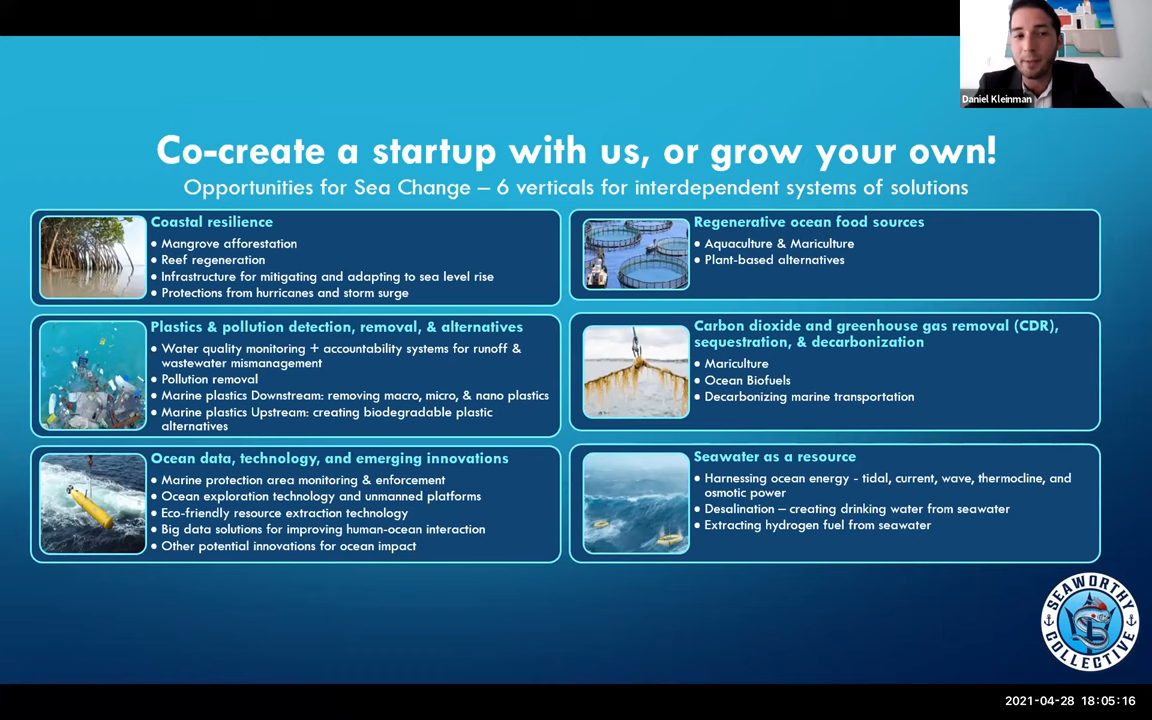 Daniel Kleinman
Co-create a startup with us, or grow your own!
Opportunities for Sea Change – 6 verticals for interdependent systems of solutions
Coastal resilience
• Mangrove afforestation
• Reef regeneration
• Infrastructure for mitigating and adapting to sea level rise
• Protections from hurricanes and storm surge
Regenerative ocean food sources
• Aquaculture & Mariculture
• Plant-based alternatives
Plastics & pollution detection, removal, & alternatives
• Water quality monitoring + accountability systems for runoff &
wastewater mismanagement
• Pollution removal
• Marine plastics Downstream: removing macro, micro, & nano plastics
• Marine plastics Upstream: creating biodegradable plastic
alternatives
Carbon dioxide and greenhouse gas removal (CDR),
sequestration, & decarbonization
• Mariculture
• Ocean Biofuels
• Decarbonizing marine transportation
Ocean data, technology, and emerging innovations
• Marine protection area monitoring & enforcement
• Ocean exploration technology and unmanned platforms
• Eco-friendly resource extraction technology
• Big data solutions for improving human-ocean interaction
• Other potential innovations for ocean impact
Seawater as a resource
• Harnessing ocean energy - tidal, current, wave, thermocline, and
osmotic power
• Desalination – creating drinking water from seawater
• Extracting hydrogen fuel from seawater
SEAWORTHY
COLLECTIVE
2021-04-28 18:05:16